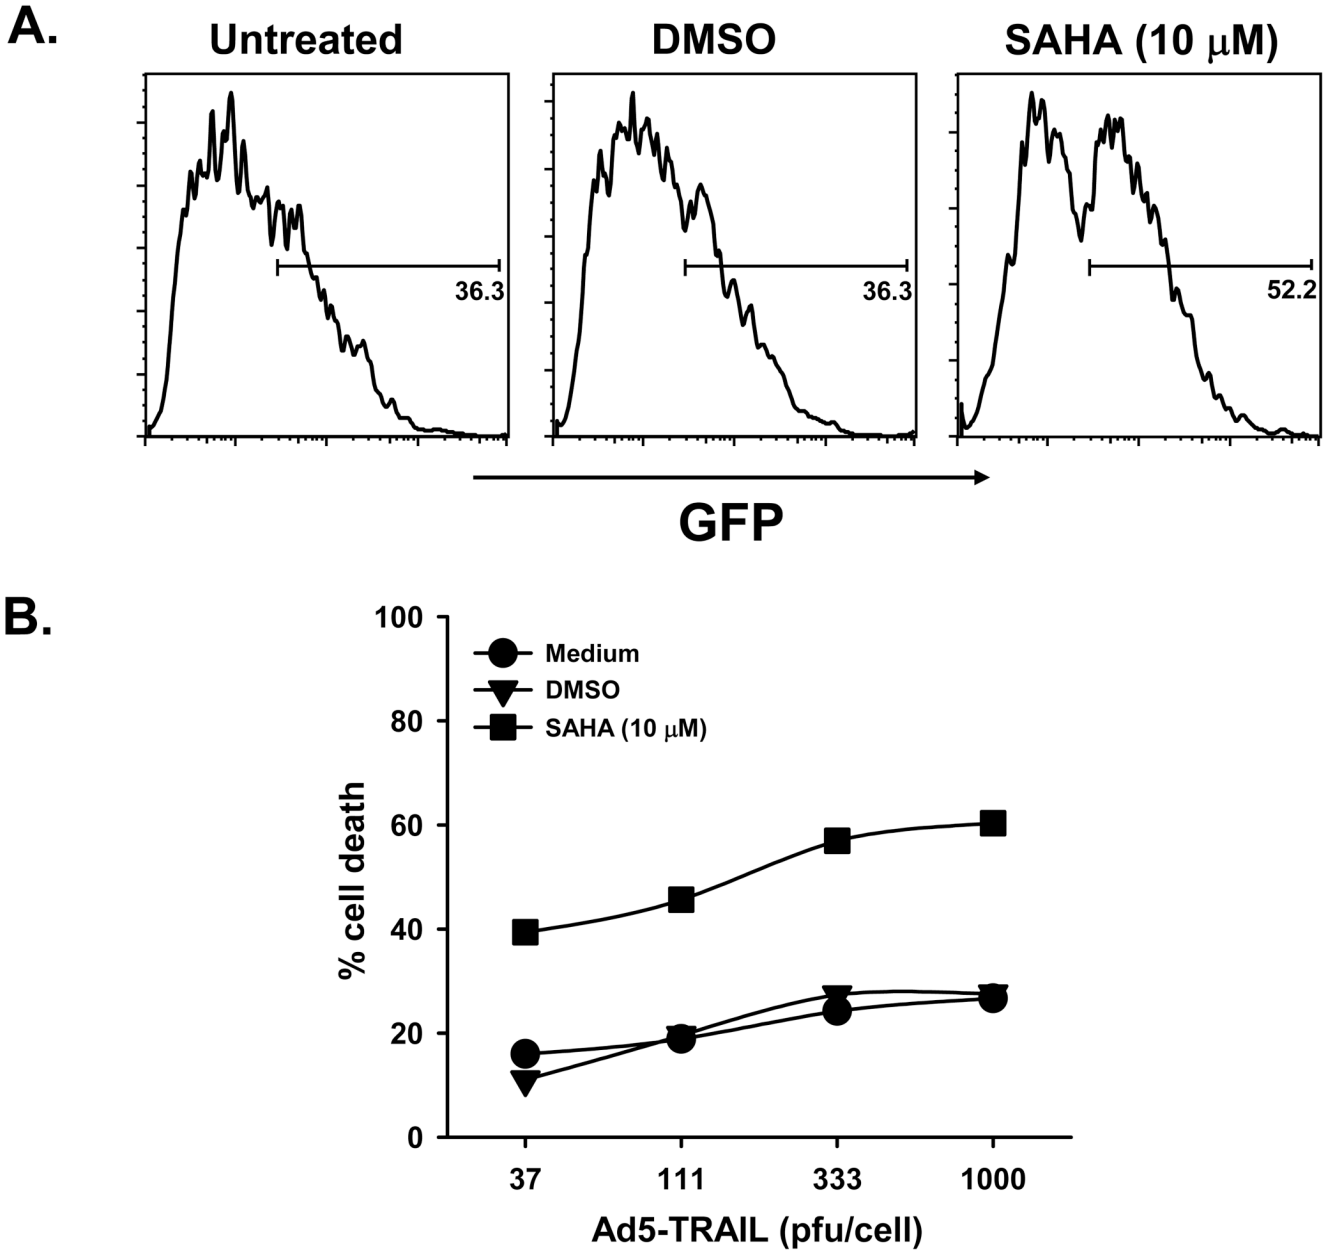 A.
Untreated DMSO SAHA (10 μM)
36.3 36.3 52.2
GFP
B.
100
Medium
DMSO
SAHA (10 μM)
80
60
40
20
0
% cell death
37 111 333 1000
Ad5-TRAIL (pfu/cell)